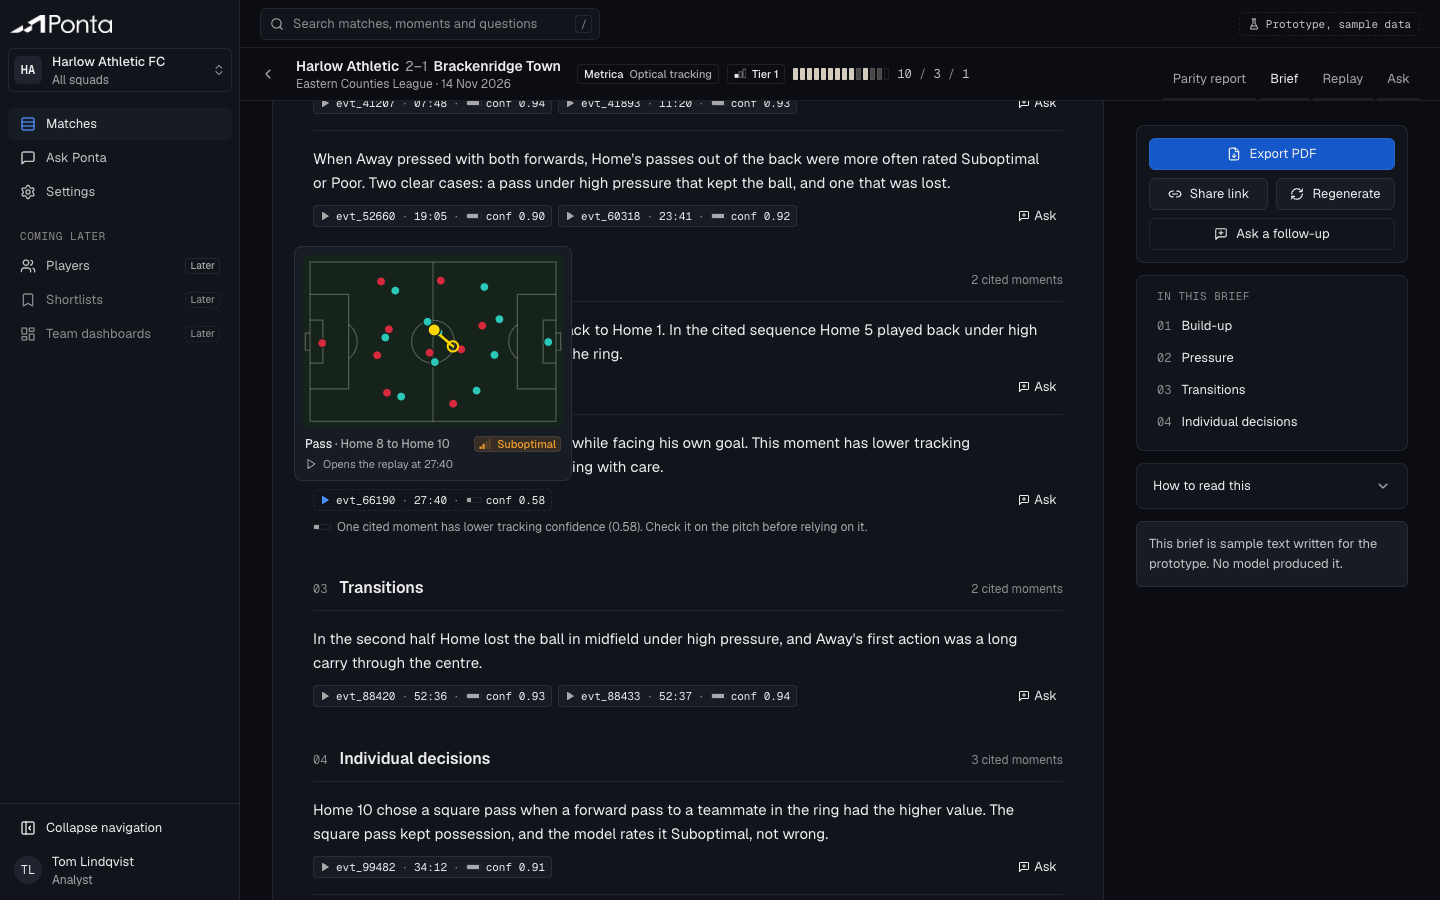 Ponta
Search matches, moments and questions
/
Prototype, sample data
HA
Harlow Athletic FC
All squads
Matches
Ask Ponta
Settings
COMING LATER
Players
Later
Shortlists
Later
Team dashboards
Later
Collapse navigation
TL
Tom Lindqvist
Analyst
Harlow Athletic 2–1 Brackenridge Town
Eastern Counties League · 14 Nov 2026
Metrica Optical tracking
Tier 1
10 / 3 / 1
Parity report
Brief
Replay
Ask
evt_41207 · 07:48 · conf 0.94
evt_41893 · 11:20 · conf 0.93
Ask
When Away pressed with both forwards, Home's passes out of the back were more often rated Suboptimal
or Poor. Two clear cases: a pass under high pressure that kept the ball, and one that was lost.
evt_52660 · 19:05 · conf 0.90
evt_60318 · 23:41 · conf 0.92
Ask
2 cited moments
ck to Home 1. In the cited sequence Home 5 played back under high
he ring.
Ask
Pass · Home 8 to Home 10
Suboptimal
Opens the replay at 27:40
while facing his own goal. This moment has lower tracking
ing with care.
evt_66190 · 27:40 · conf 0.58
Ask
One cited moment has lower tracking confidence (0.58). Check it on the pitch before relying on it.
03 Transitions
2 cited moments
In the second half Home lost the ball in midfield under high pressure, and Away's first action was a long
carry through the centre.
evt_88420 · 52:36 · conf 0.93
evt_88433 · 52:37 · conf 0.94
Ask
04 Individual decisions
3 cited moments
Home 10 chose a square pass when a forward pass to a teammate in the ring had the higher value. The
square pass kept possession, and the model rates it Suboptimal, not wrong.
evt_99482 · 34:12 · conf 0.91
Ask
Export PDF
Share link
Regenerate
Ask a follow-up
IN THIS BRIEF
01 Build-up
02 Pressure
03 Transitions
04 Individual decisions
How to read this
This brief is sample text written for the
prototype. No model produced it.